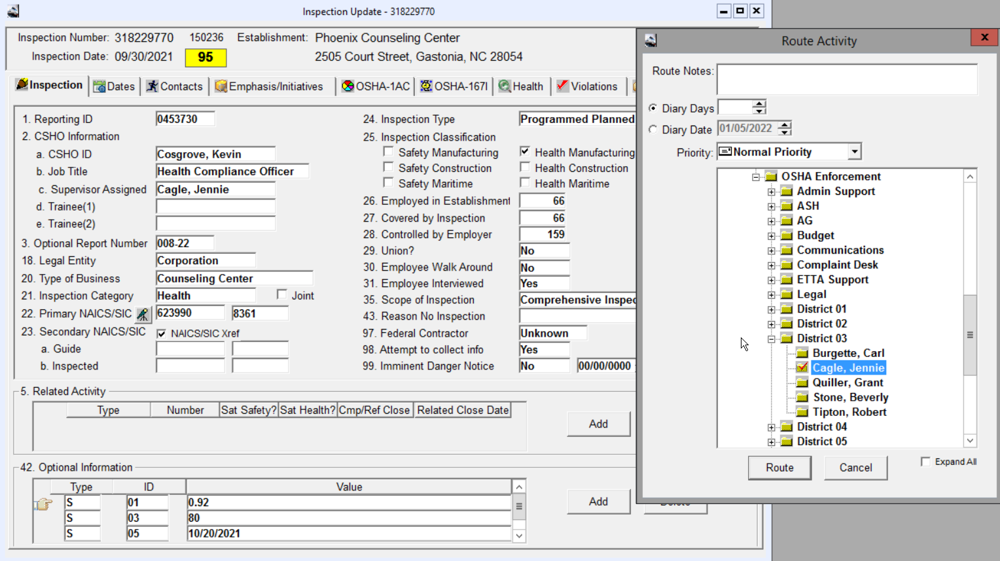 Inspection Update - 318229770
Inspection Number: 318229770 150236 Establishment: Phoenix Counseling Center
Inspection Date: 09/30/2021 95 2505 Court Street, Gastonia, NC 28054
Inspection Dates Contacts Emphasis/Initiatives OSHA-1AC OSHA-167I Health Violations
1. Reporting ID 0453730
2. CSHO Information
a. CSHO ID Cosgrove, Kevin
b. Job Title Health Compliance Officer
c. Supervisor Assigned Cagle, Jennie
d. Trainee(1)
e. Trainee(2)
3. Optional Report Number 008-22
18. Legal Entity Corporation
20. Type of Business Counseling Center
21. Inspection Category Health Joint
22. Primary NAICS/SIC 623990 8361
23. Secondary NAICS/SIC NAICS/SIC Xref
a. Guide
b. Inspected
24. Inspection Type Programmed Planned
25. Inspection Classification
Safety Manufacturing Health Manufacturing
Safety Construction Health Construction
Safety Maritime Health Maritime
26. Employed in Establishment 66
27. Covered by Inspection 66
28. Controlled by Employer 159
29. Union? No
30. Employee Walk Around No
31. Employee Interviewed Yes
35. Scope of Inspection Comprehensive Inspec
43. Reason No Inspection
97. Federal Contractor Unknown
98. Attempt to collect info Yes
99. Imminent Danger Notice No 00/00/0000
5. Related Activity
Type Number Sat Safety? Sat Health? Cmp/Ref Close Related Close Date
Add
42. Optional Information
Type ID Value
S 01 0.92
S 03 80
S 05 10/20/2021
Add
Route Activity
Route Notes:
Diary Days
Diary Date 01/05/2022
Priority: Normal Priority
OSHA Enforcement
Admin Support
ASH
AG
Budget
Communications
Complaint Desk
ETTA Support
Legal
District 01
District 02
District 03
Burgette, Carl
Cagle, Jennie
Quiller, Grant
Stone, Beverly
Tipton, Robert
District 04
District 05
Route Cancel Expand All